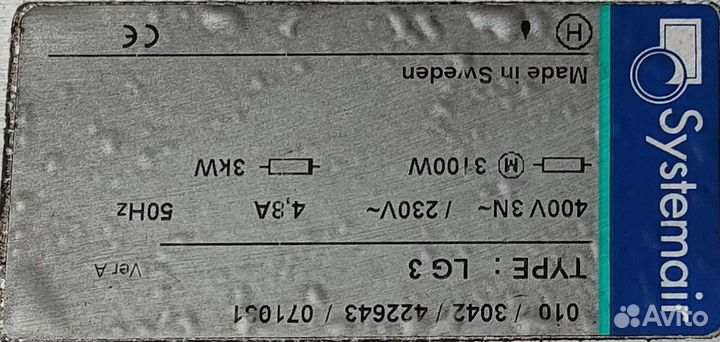 Systemair
010 / 3042 / 422643 / 071031
TYPE : LG 3
Ver A
400V 3N~ / 230V~ 4,8A 50Hz
M 3100W 3kW
Made in Sweden
H CE
Avito